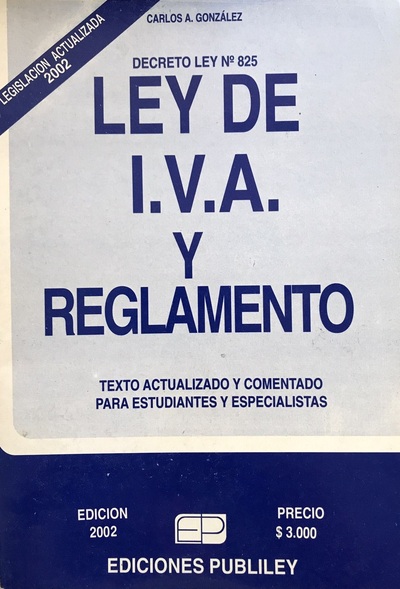 LEGISLACION ACTUALIZADA
2002
CARLOS A. GONZÁLEZ
DECRETO LEY Nº 825
LEY DE
I.V.A.
Y
REGLAMENTO
TEXTO ACTUALIZADO Y COMENTADO
PARA ESTUDIANTES Y ESPECIALISTAS
EDICION
2002
EP
PRECIO
$ 3.000
EDICIONES PUBLILEY